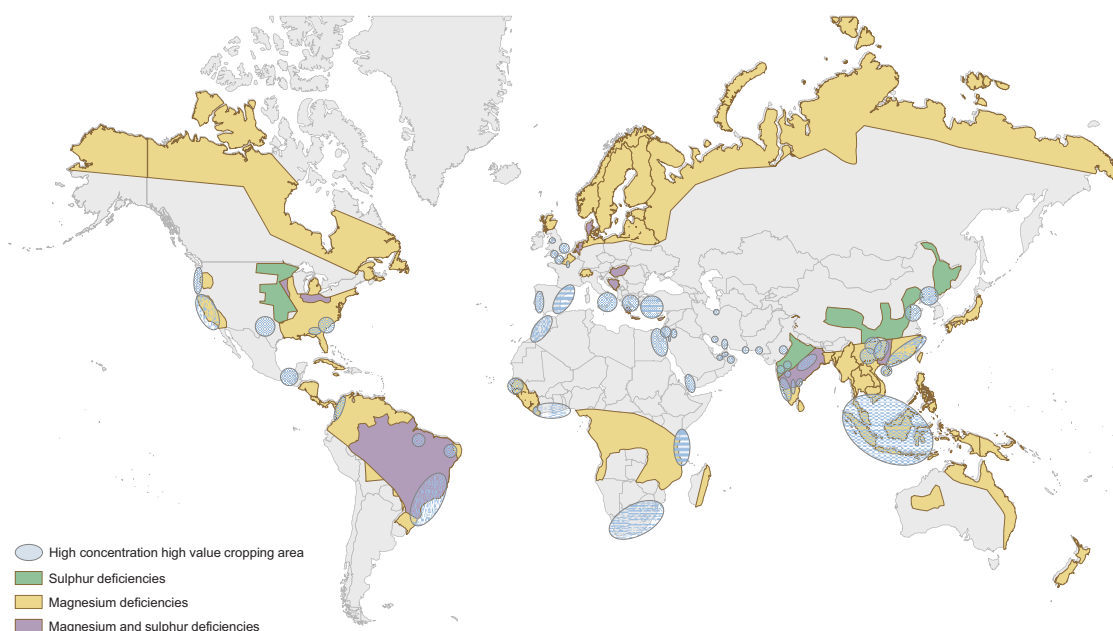 High concentration high value cropping area
Sulphur deficiencies
Magnesium deficiencies
Magnesium and sulphur deficiencies